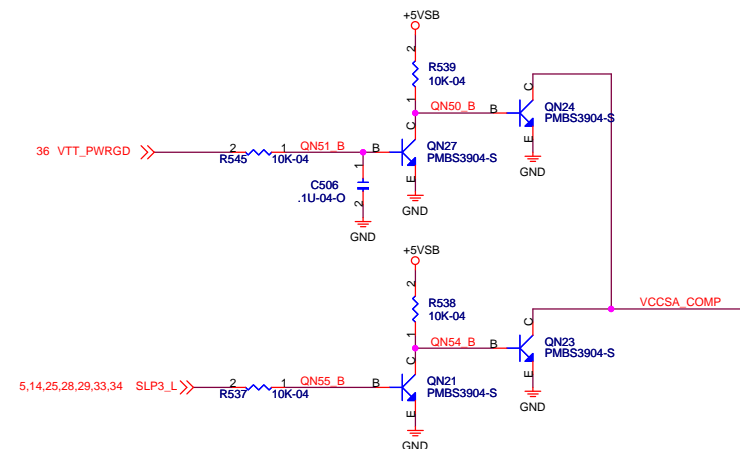 +5VSB
2
R539
10K-04
1
QN50_B
B
C
QN24
PMBS3904-S
E
GND
36 VTT_PWRGD
2
R545
1
10K-04
QN51_B
B
C
QN27
PMBS3904-S
E
GND
1
C506
.1U-04-O
2
GND
+5VSB
2
R538
10K-04
1
QN54_B
B
C
QN23
PMBS3904-S
E
GND
VCCSA_COMP
5,14,25,28,29,33,34 SLP3_L
2
R537
1
10K-04
QN55_B
B
C
QN21
PMBS3904-S
E
GND